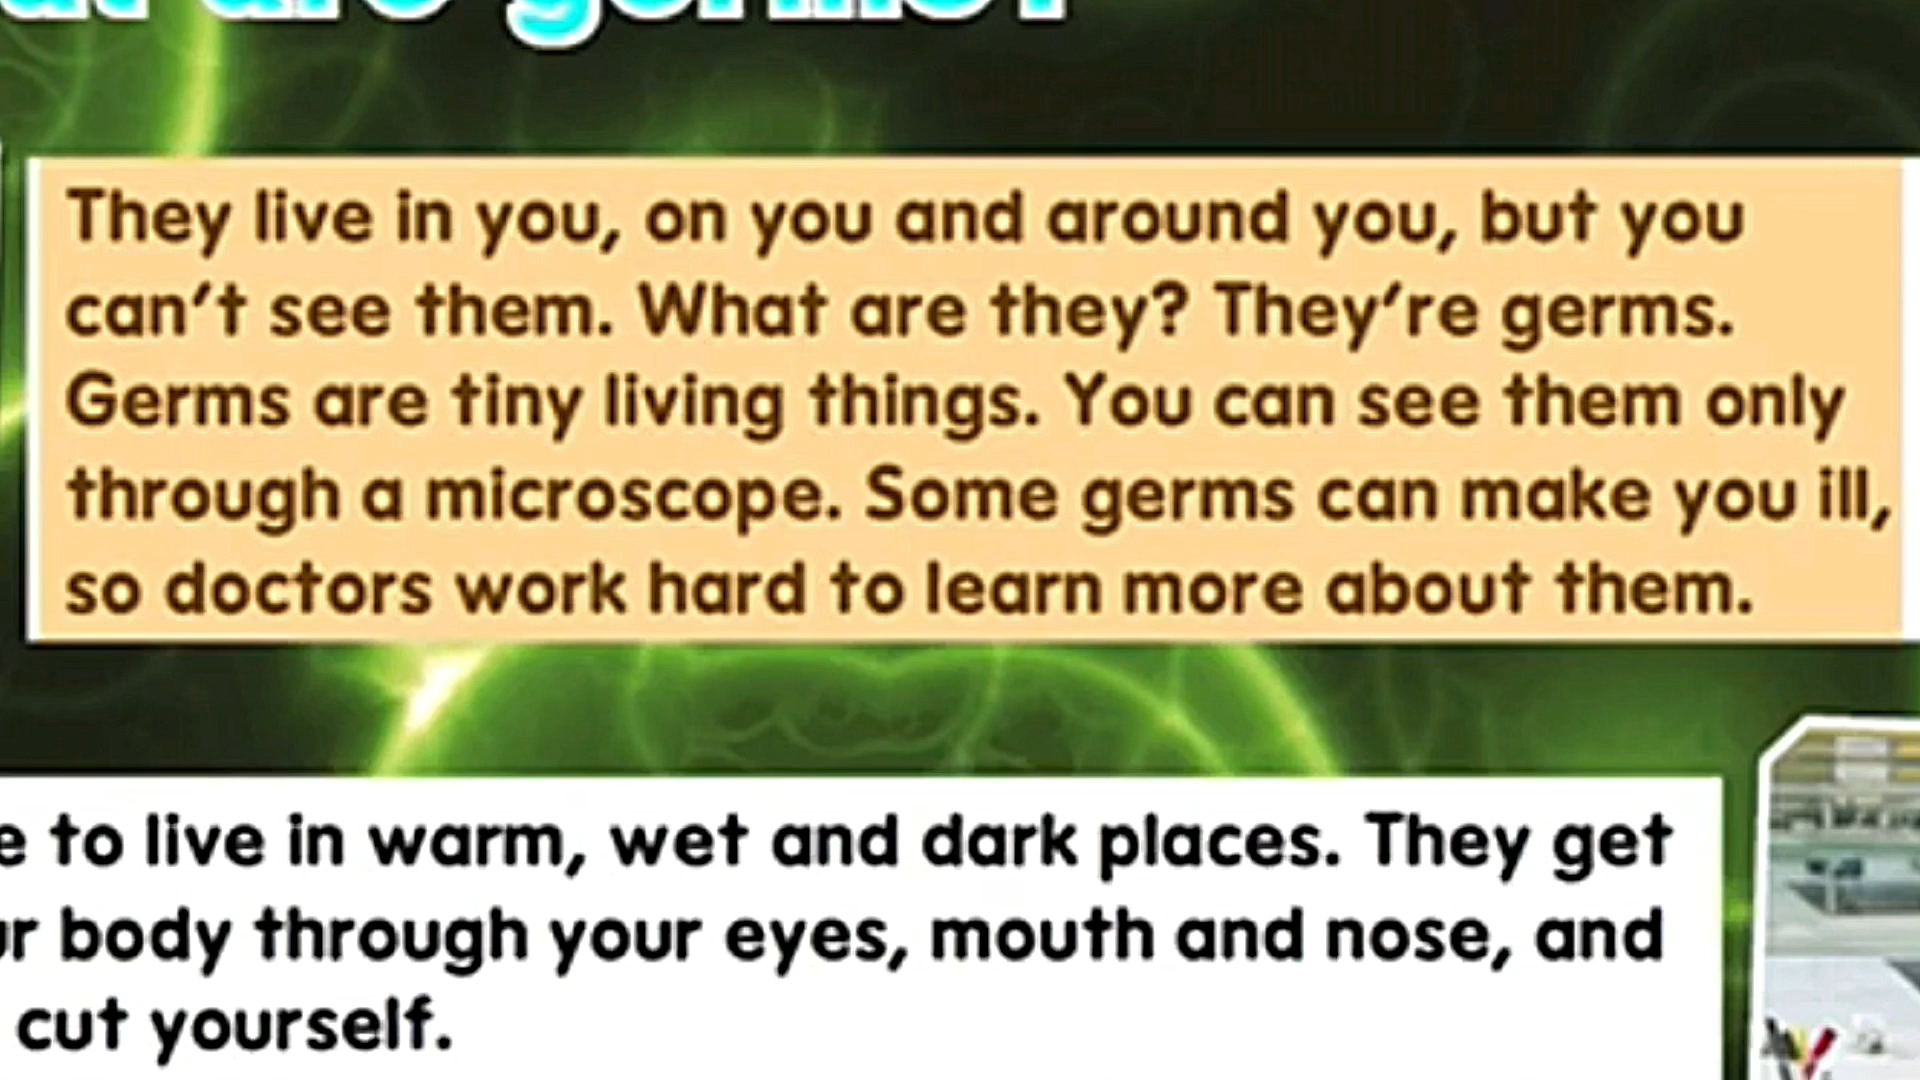 are germs?
They live in you, on you and around you, but you
can't see them. What are they? They're germs.
Germs are tiny living things. You can see them only
through a microscope. Some germs can make you ill,
so doctors work hard to learn more about them.
to live in warm, wet and dark places. They get
body through your eyes, mouth and nose, and
cut yourself.